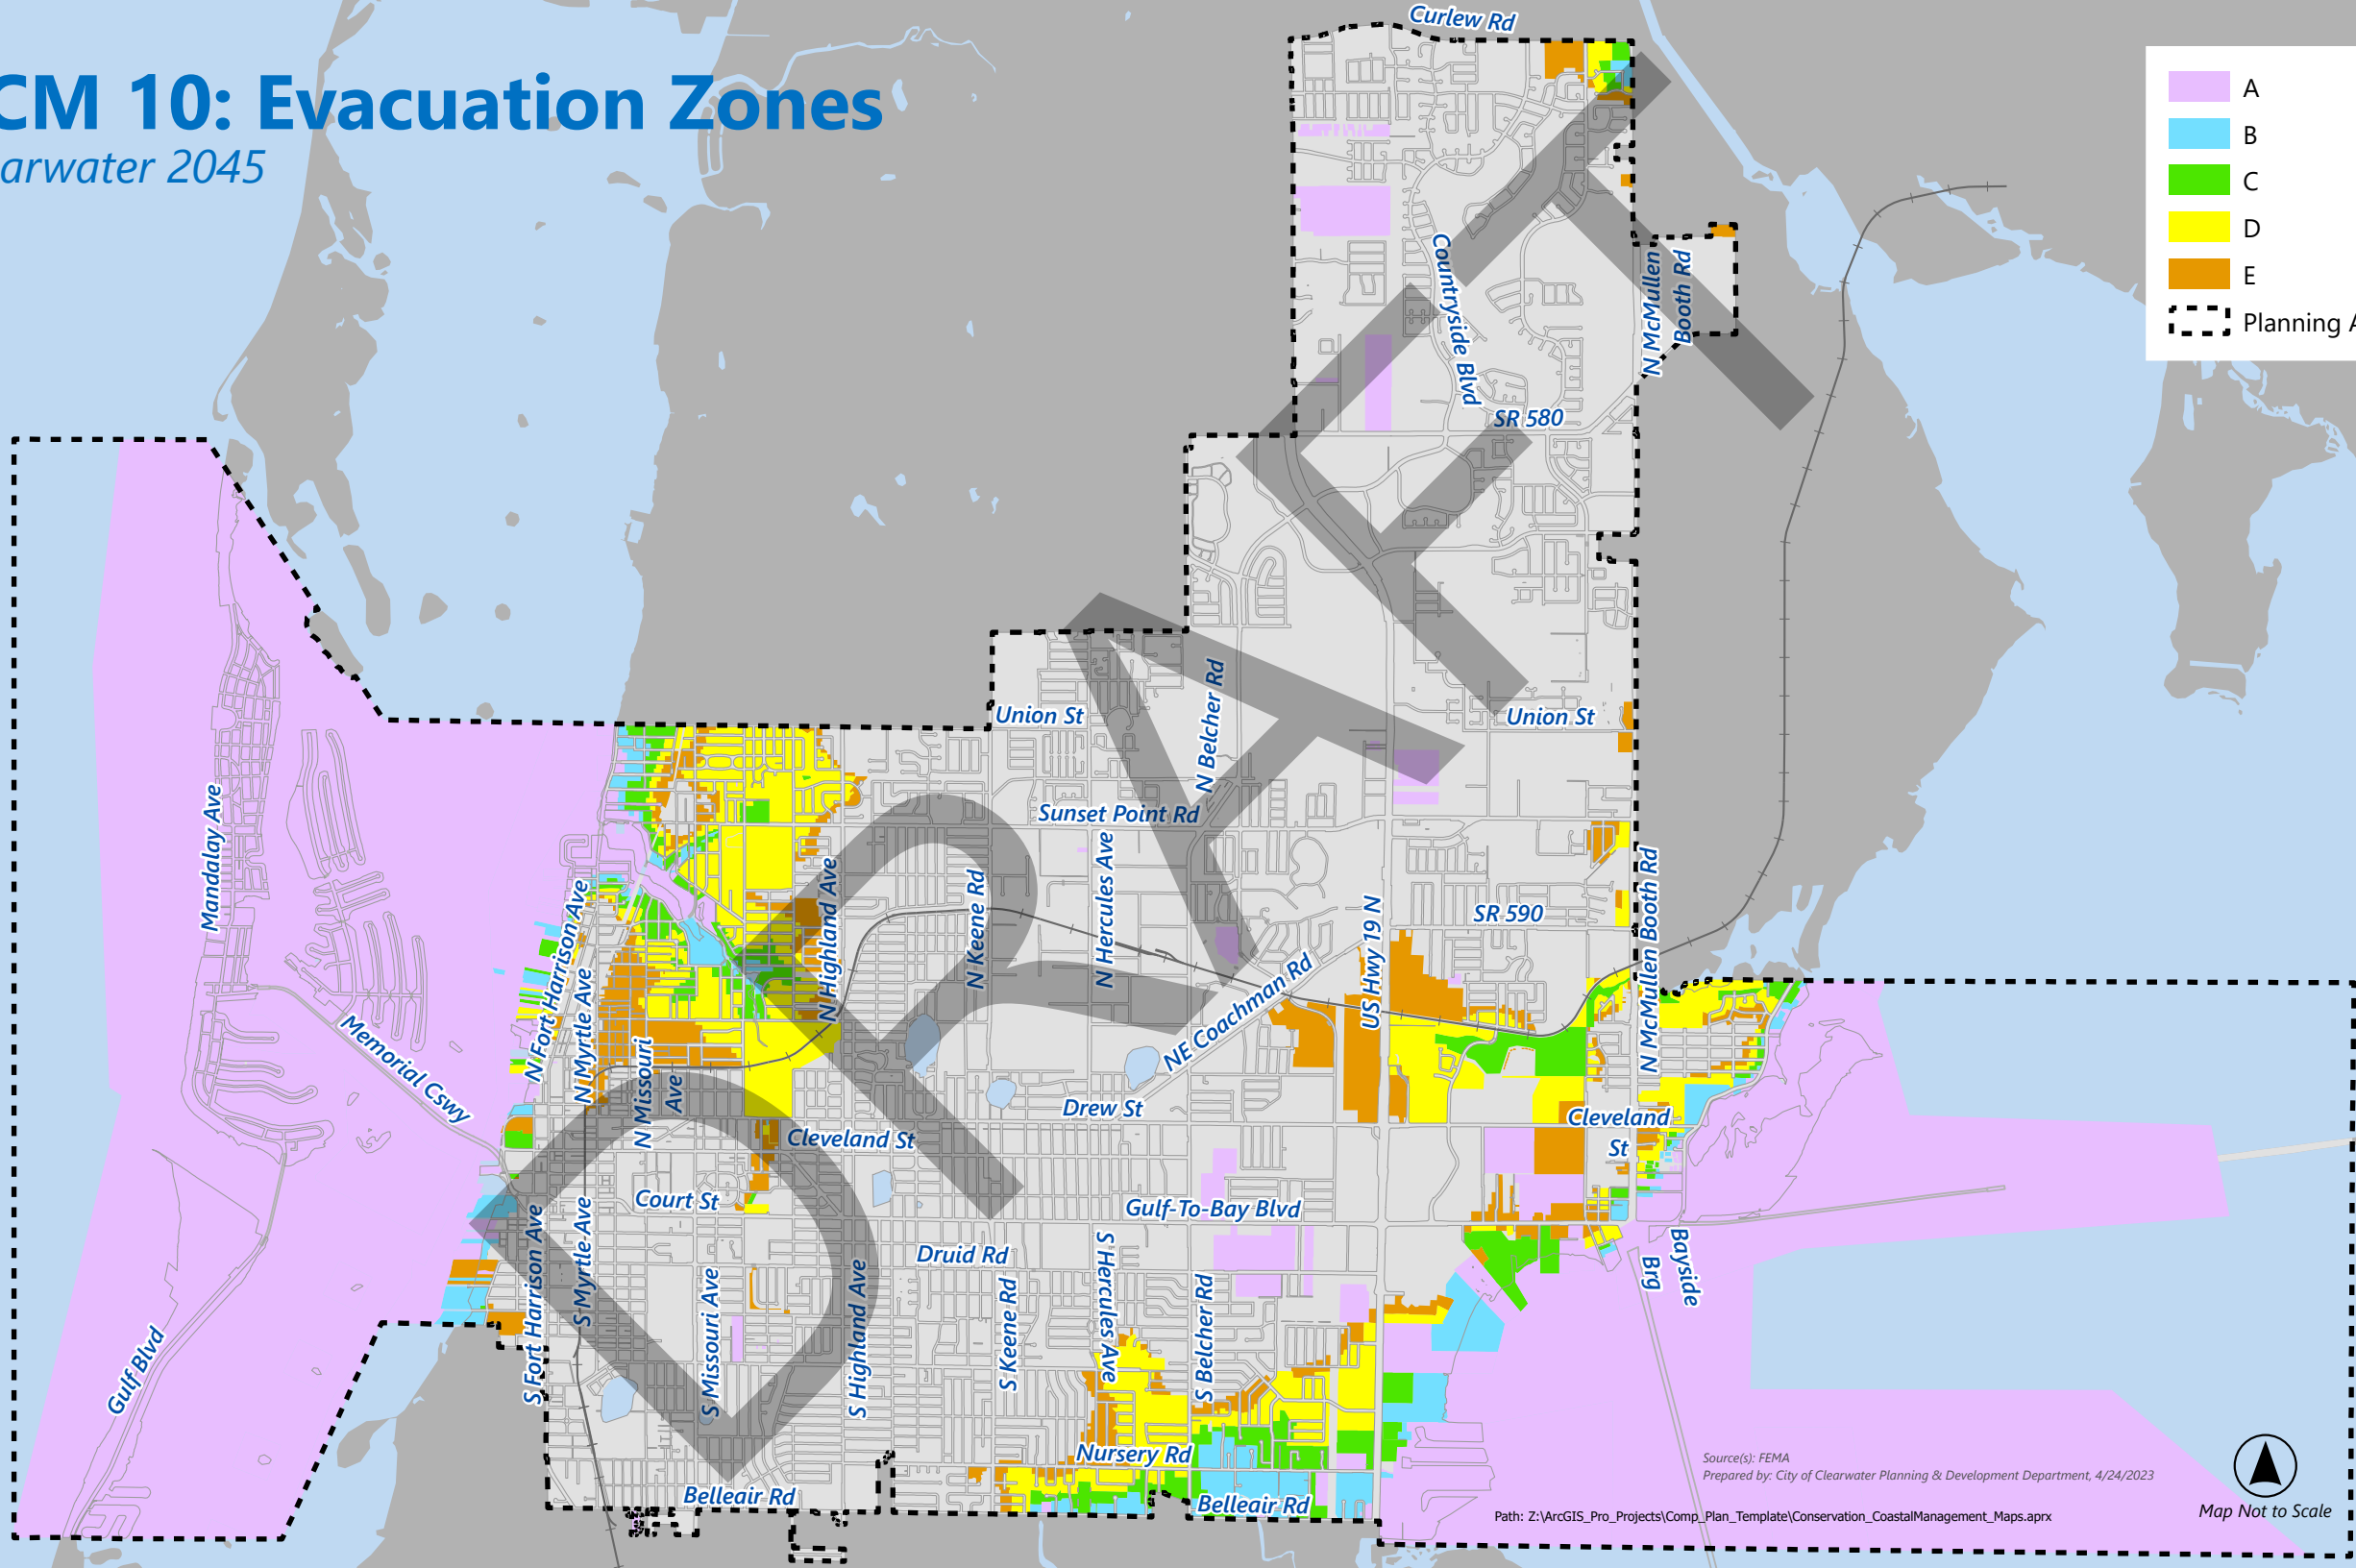 CM 10: Evacuation Zones
arwater 2045
A
B
C
D
E
Planning A
Curlew Rd
Countryside Blvd
N McMullen
Booth Rd
SR 580
Union St
N Belcher Rd
Union St
Sunset Point Rd
Mandalay Ave
N Fort Harrison Ave
N Myrtle Ave
N Highland Ave
N Keene Rd
N Hercules Ave
US Hwy 19 N
SR 590
N McMullen Booth Rd
NE Coachman Rd
Memorial Cswy
N Missouri
Ave
Drew St
Cleveland St
Cleveland
St
Court St
Gulf-To-Bay Blvd
Druid Rd
S Fort Harrison Ave
S Myrtle Ave
S Missouri Ave
S Highland Ave
S Keene Rd
S Hercules Ave
S Belcher Rd
Bayside
Brg
Gulf Blvd
Nursery Rd
Belleair Rd
Belleair Rd
DRAFT
Source(s): FEMA
Prepared by: City of Clearwater Planning & Development Department, 4/24/2023
Path: Z:\ArcGIS_Pro_Projects\Comp_Plan_Template\Conservation_CoastalManagement_Maps.aprx
Map Not to Scale